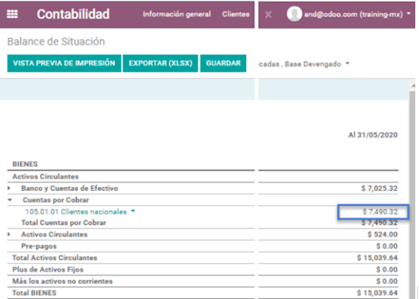 Contabilidad Información general Clientes and@odoo.com (training-mx)
Balance de Situación
VISTA PREVIA DE IMPRESIÓN EXPORTAR (XLSX) GUARDAR cadas , Base Devengado
Al 31/05/2020
BIENES
Activos Circulantes
Banco y Cuentas de Efectivo $ 7,025.32
Cuentas por Cobrar
105.01.01 Clientes nacionales $ 7,490.32
Total Cuentas por Cobrar $ 7,490.32
Activos Circulantes $ 524.00
Pre-pagos $ 0.00
Total Activos Circulantes $ 15,039.64
Plus de Activos Fijos $ 0.00
Más los activos no corrientes $ 0.00
Total BIENES $ 15,039.64